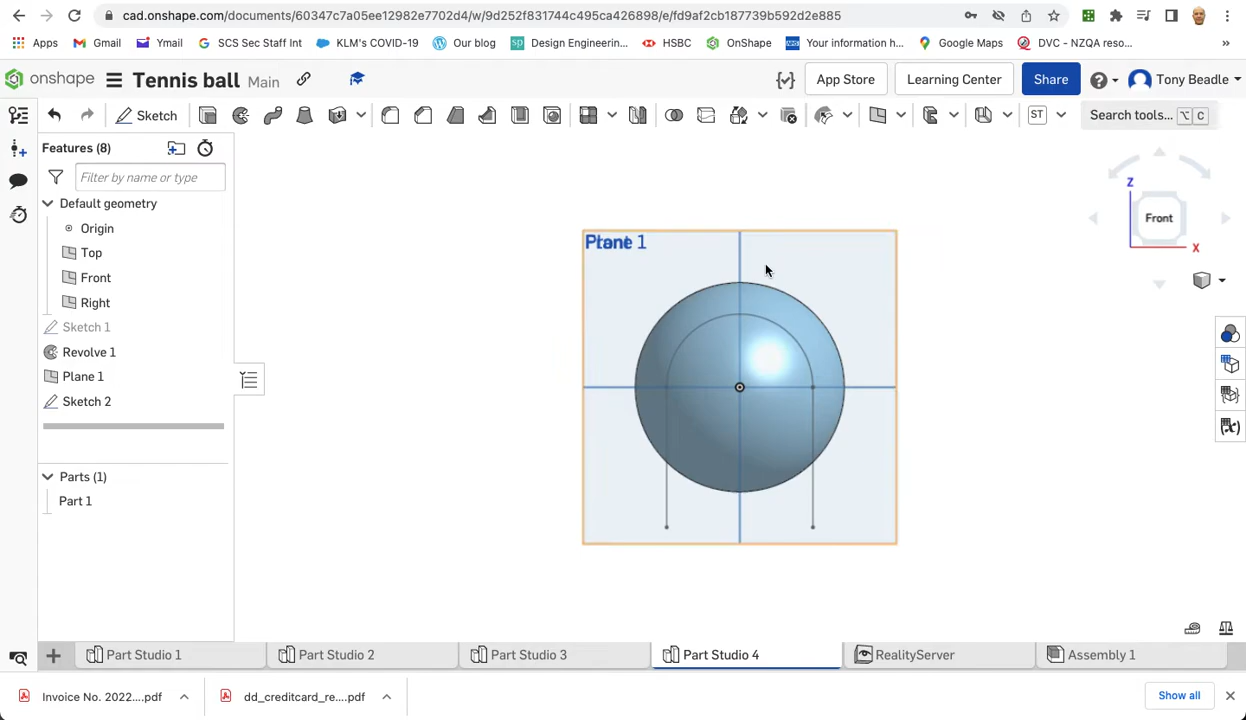 cad.onshape.com/documents/60347c7a05ee12982e7702d4/w/9d252f831744c495ca426898/e/fd9af2cb187739b592d2e885
Apps Gmail Ymail SCS Sec Staff Int KLM's COVID-19 Our blog Design Engineerin... HSBC OnShape Your information h... Google Maps DVC - NZQA reso... »
onshape Tennis ball Main App Store Learning Center Share Tony Beadle
Sketch ST Search tools... ⌥ C
Features (8)
Filter by name or type
Default geometry
Origin
Top
Front
Right
Sketch 1
Revolve 1
Plane 1
Sketch 2
Parts (1)
Part 1
Plane 1
Z
Front
X
Part Studio 1 Part Studio 2 Part Studio 3 Part Studio 4 RealityServer Assembly 1
Invoice No. 2022....pdf dd_creditcard_re....pdf Show all